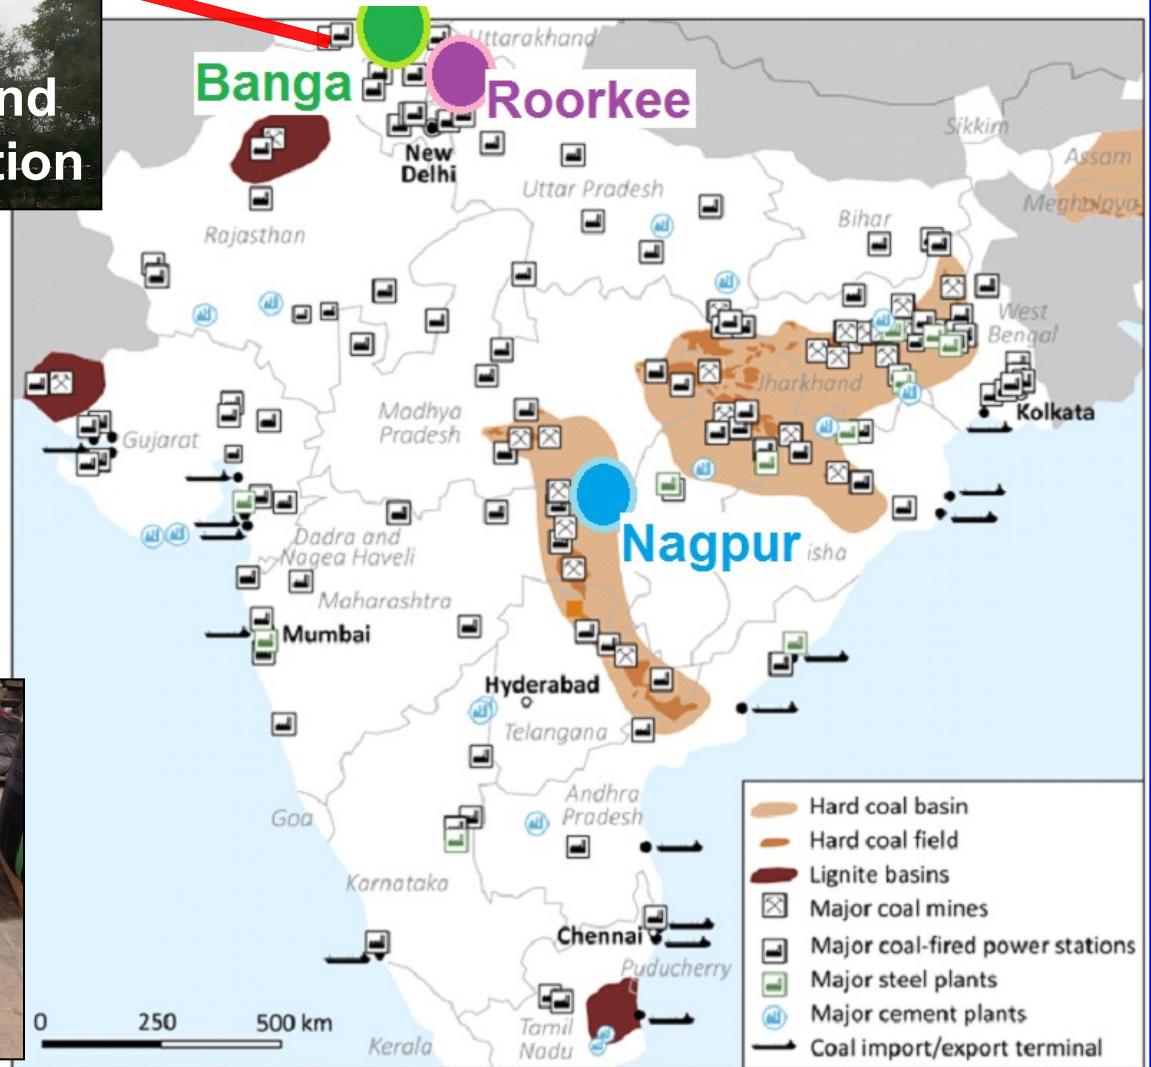 nd
tion
Uttarakhand
Banga
Roorkee
New
Delhi
Sikkim
Assam
Meghalaya
Uttar Pradesh
Bihar
Rajasthan
West
Bengal
Jharkhand
Kolkata
Madhya
Pradesh
Gujarat
Nagpur
isha
Dadra and
Nagea Haveli
Maharashtra
Mumbai
Hyderabad
Telangana
Andhra
Pradesh
Goa
Karnataka
Chennai
Puducherry
Tamil
Nadu
Kerala
0 250 500 km
Hard coal basin
Hard coal field
Lignite basins
Major coal mines
Major coal-fired power stations
Major steel plants
Major cement plants
Coal import/export terminal